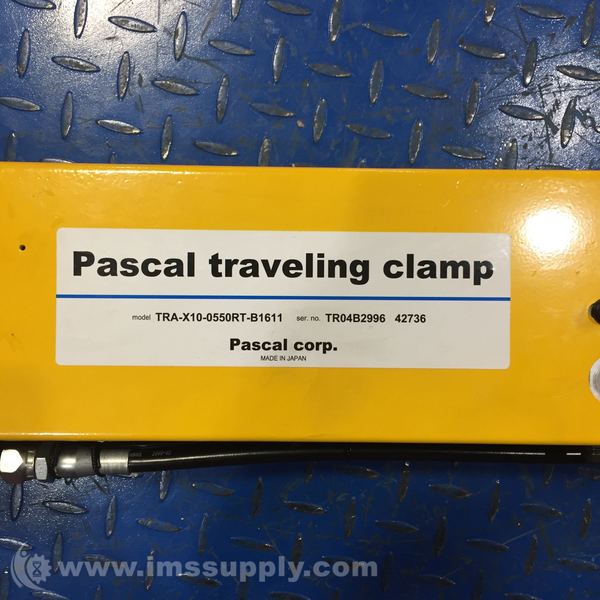 Pascal traveling clamp
model TRA-X10-0550RT-B1611 ser. no. TR04B2996 42736
Pascal corp.
MADE IN JAPAN
www.imssupply.com